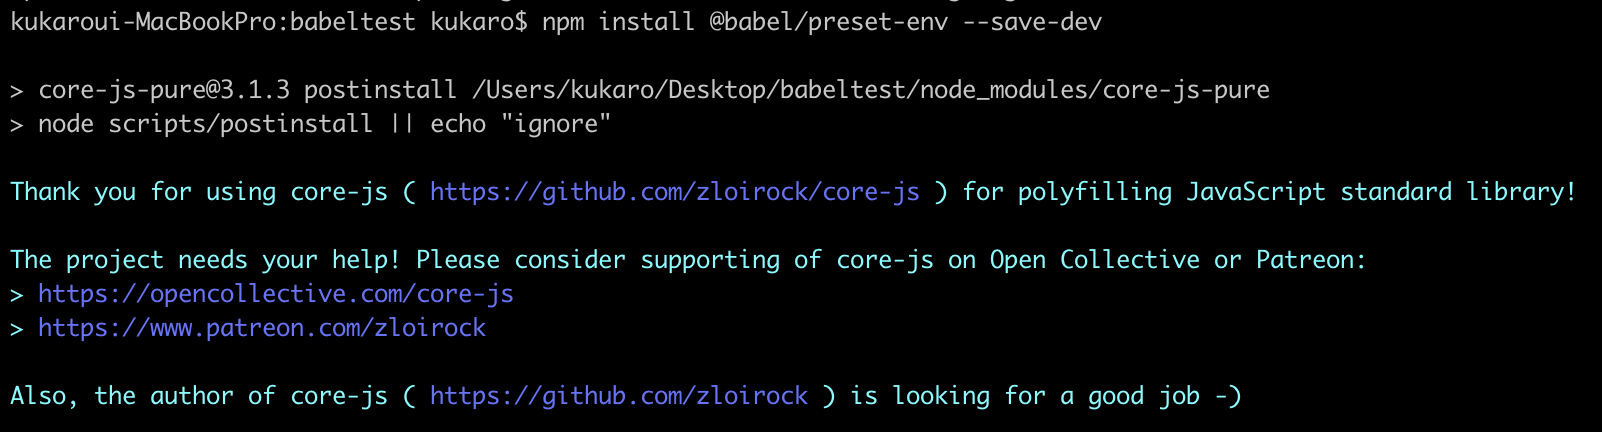 kukaroui-MacBookPro:babeltest kukaro$ npm install @babel/preset-env --save-dev
> core-js-pure@3.1.3 postinstall /Users/kukaro/Desktop/babeltest/node_modules/core-js-pure
> node scripts/postinstall || echo "ignore"
Thank you for using core-js ( https://github.com/zloirock/core-js ) for polyfilling JavaScript standard library!
The project needs your help! Please consider supporting of core-js on Open Collective or Patreon:
> https://opencollective.com/core-js
> https://www.patreon.com/zloirock
Also, the author of core-js ( https://github.com/zloirock ) is looking for a good job -)